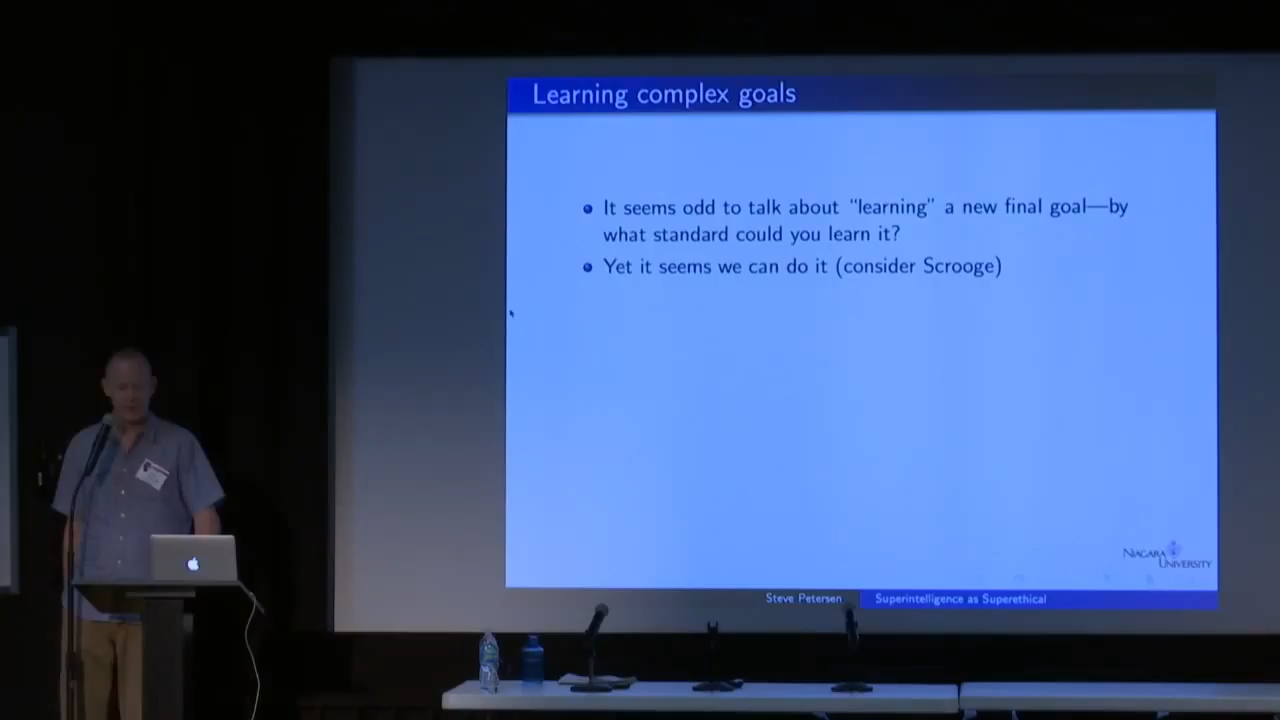 Learning complex goals
It seems odd to talk about “learning” a new final goal—by
what standard could you learn it?
Yet it seems we can do it (consider Scrooge)
NIAGARA
UNIVERSITY
Steve Petersen
Superintelligence as Superethical